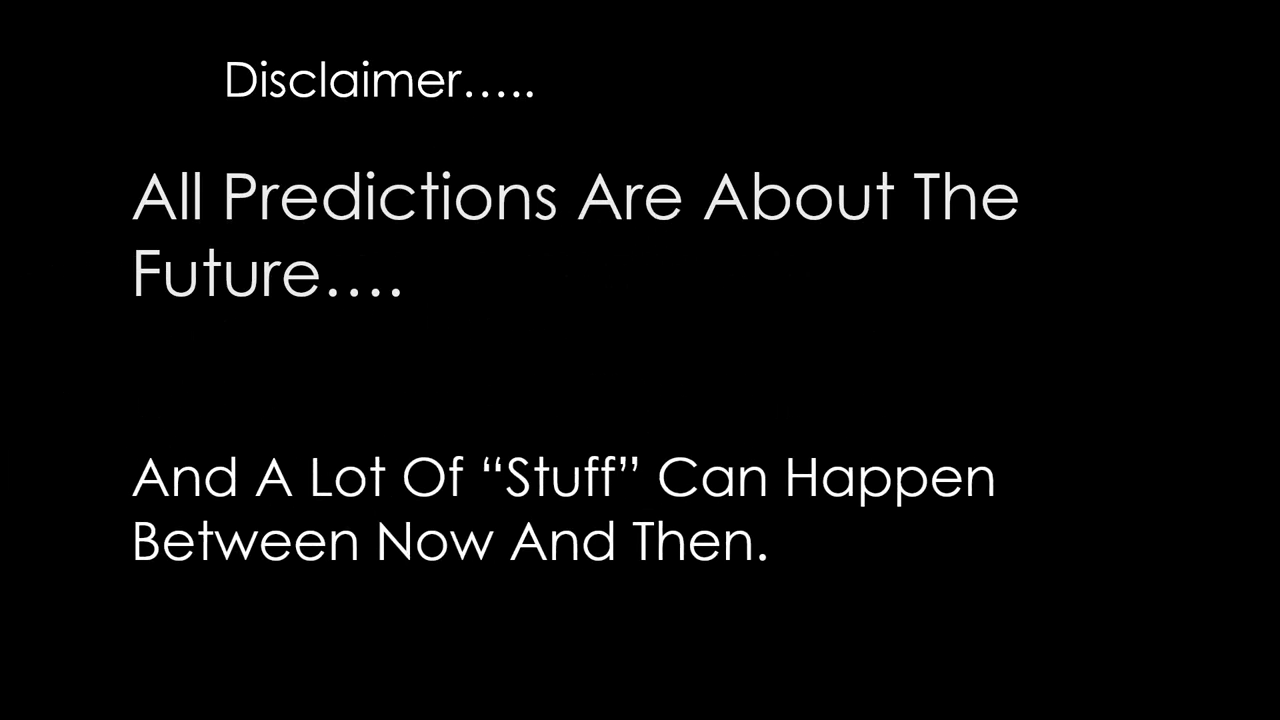 Disclaimer…..
All Predictions Are About The
Future….
And A Lot Of “Stuff” Can Happen
Between Now And Then.